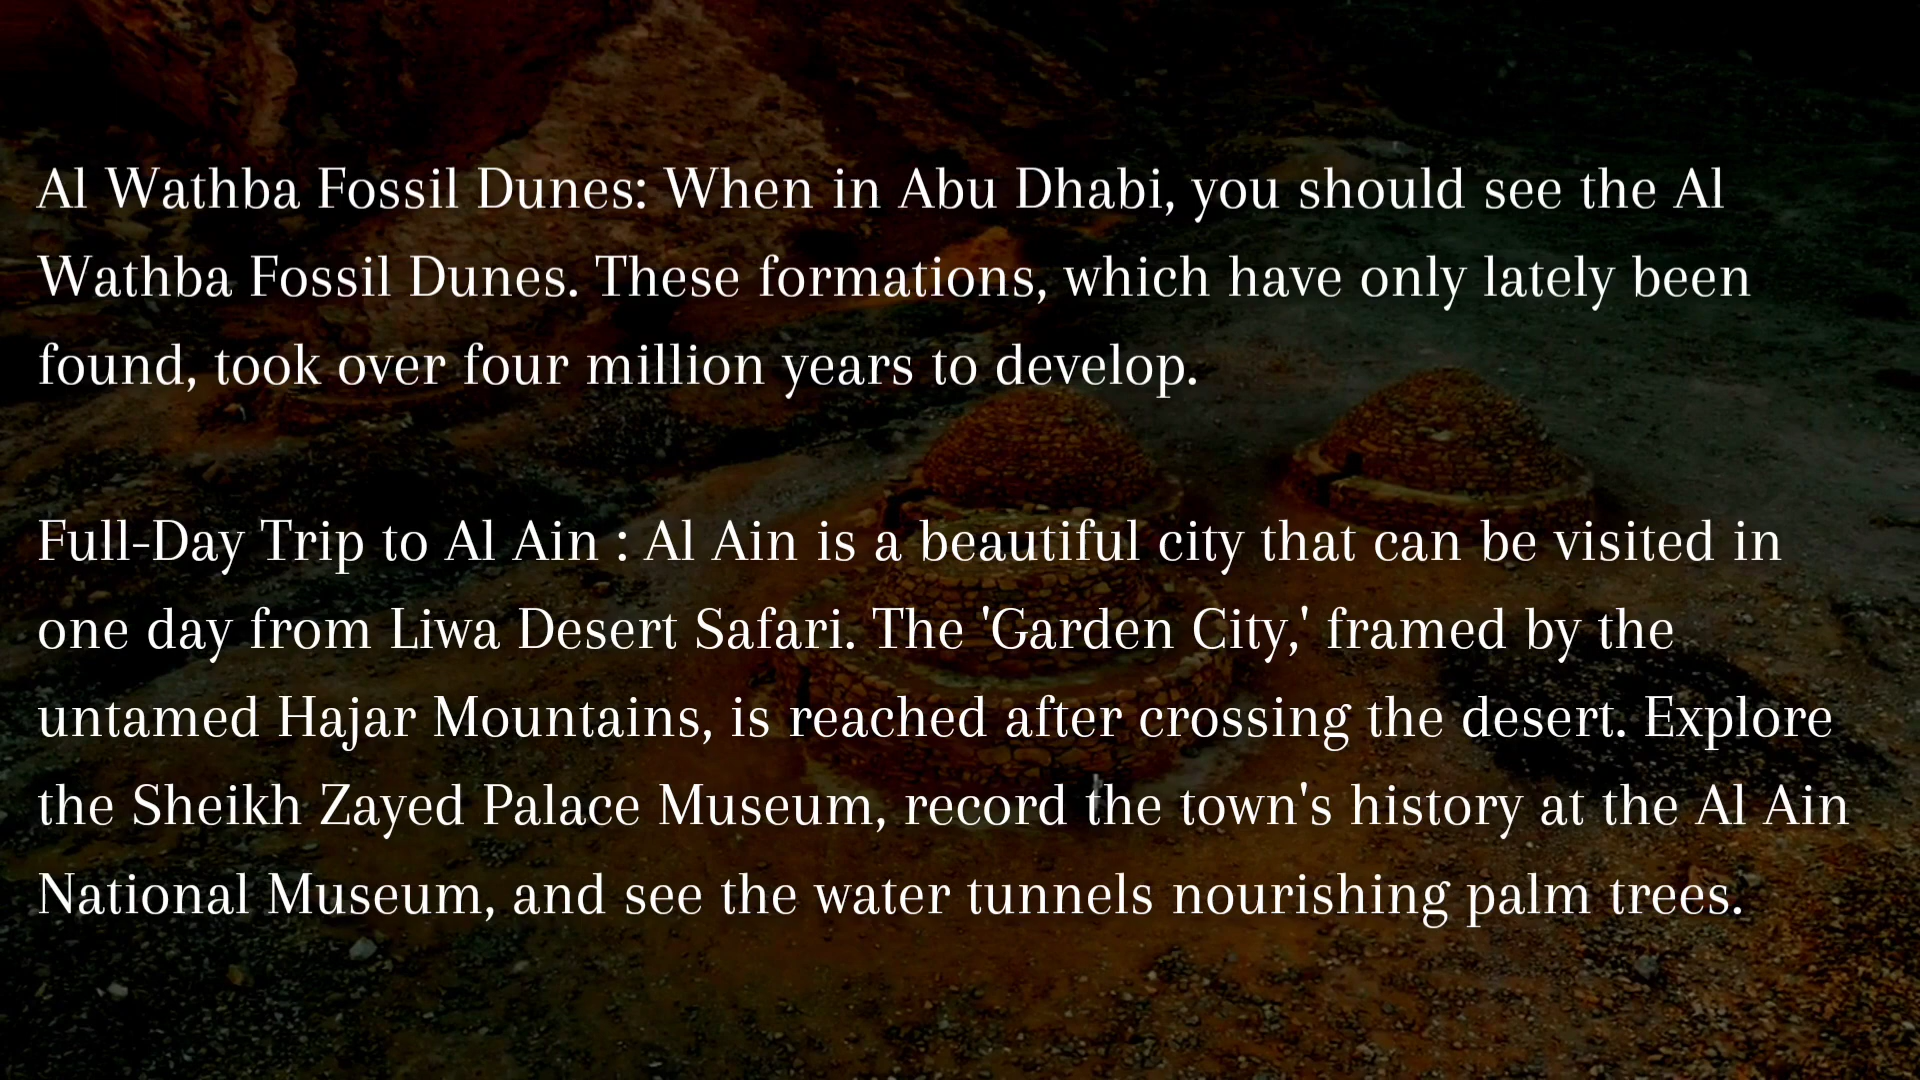 Al Wathba Fossil Dunes: When in Abu Dhabi, you should see the Al
Wathba Fossil Dunes. These formations, which have only lately been
found, took over four million years to develop.
Full-Day Trip to Al Ain : Al Ain is a beautiful city that can be visited in
one day from Liwa Desert Safari. The 'Garden City,' framed by the
untamed Hajar Mountains, is reached after crossing the desert. Explore
the Sheikh Zayed Palace Museum, record the town's history at the Al Ain
National Museum, and see the water tunnels nourishing palm trees.